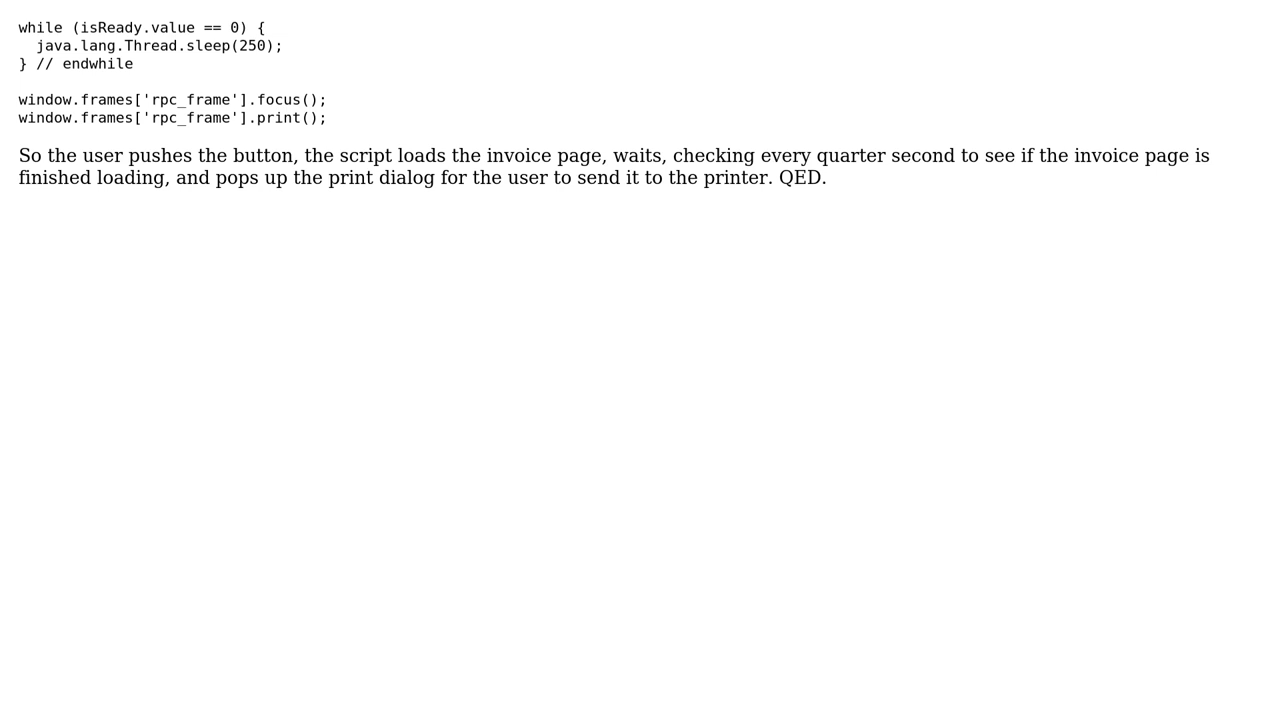 while (isReady.value == 0) {
  java.lang.Thread.sleep(250);
} // endwhile

window.frames['rpc_frame'].focus();
window.frames['rpc_frame'].print();

So the user pushes the button, the script loads the invoice page, waits, checking every quarter second to see if the invoice page is
finished loading, and pops up the print dialog for the user to send it to the printer. QED.